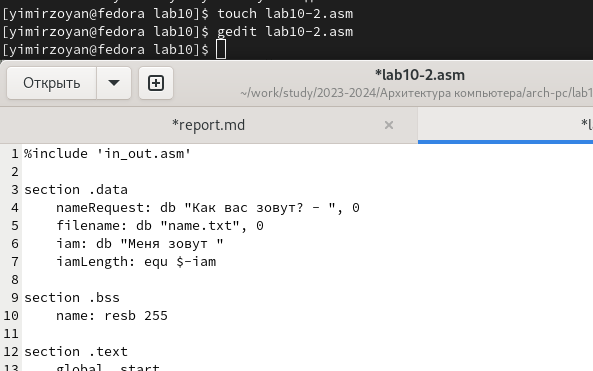 [yimirzoyan@fedora lab10]$ touch lab10-2.asm
[yimirzoyan@fedora lab10]$ gedit lab10-2.asm
[yimirzoyan@fedora lab10]$
Открыть
*lab10-2.asm
~/work/study/2023-2024/Архитектура компьютера/arch-pc/lab1
*report.md
1 %include 'in_out.asm'
2
3 section .data
4     nameRequest: db "Как вас зовут? - ", 0
5     filename: db "name.txt", 0
6     iam: db "Меня зовут "
7     iamLength: equ $-iam
8
9 section .bss
10     name: resb 255
11
12 section .text
13     global _start